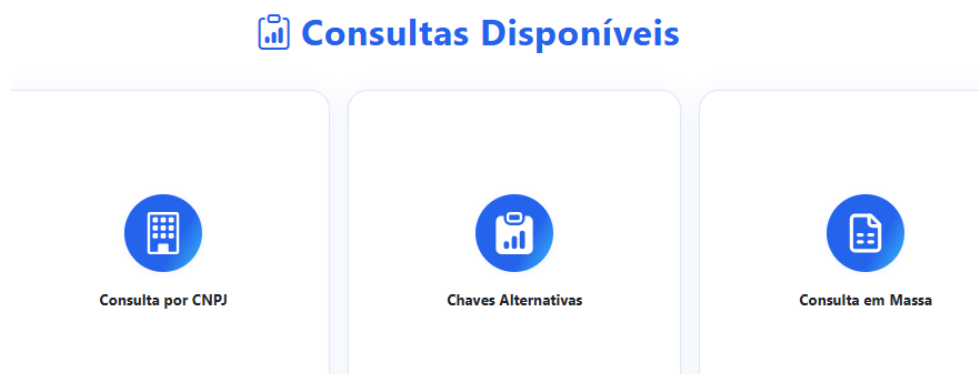 Consultas Disponíveis
Consulta por CNPJ
Chaves Alternativas
Consulta em Massa